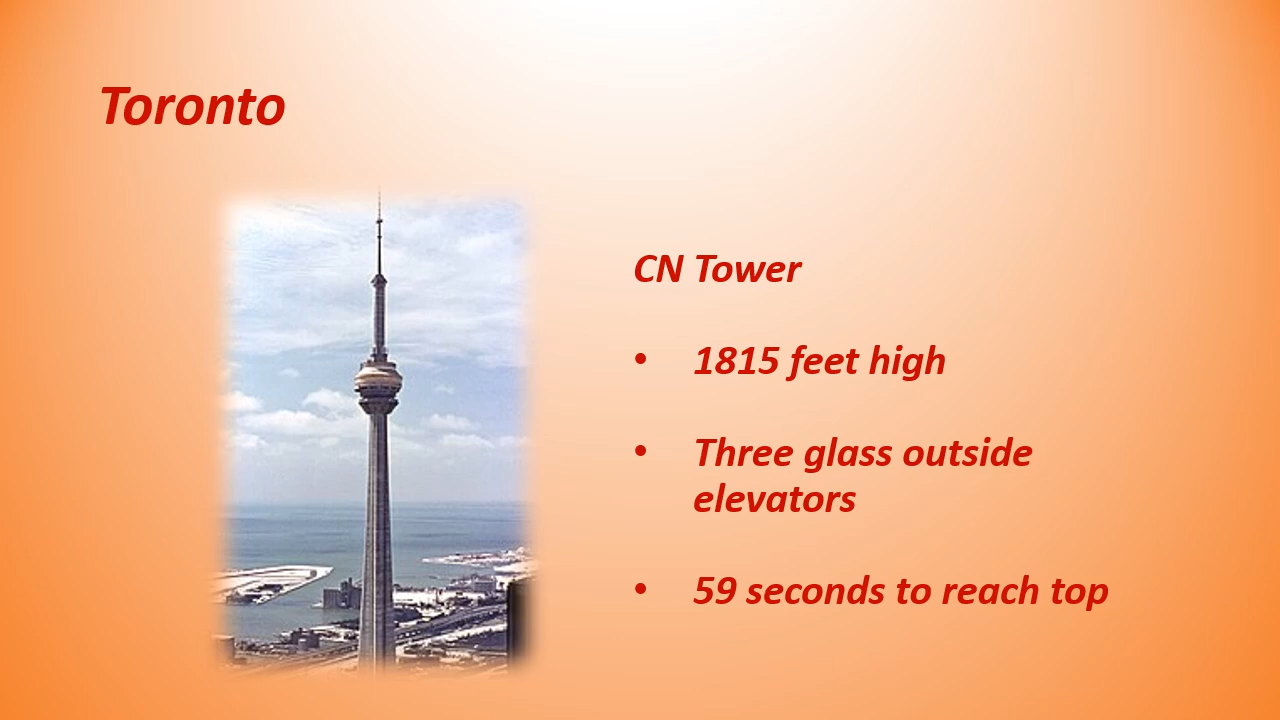 Toronto
CN Tower
• 1815 feet high
• Three glass outside
elevators
• 59 seconds to reach top